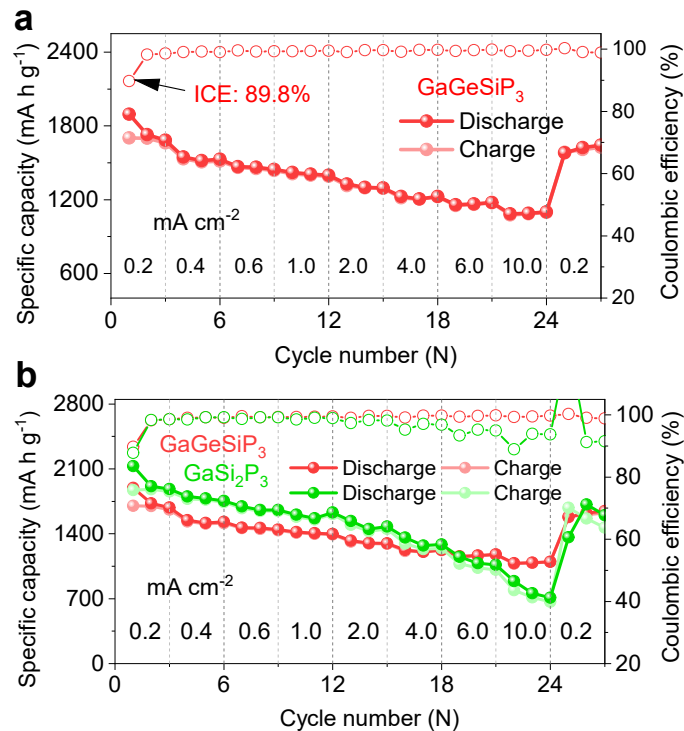 a
2400
1800
1200
600
Specific capacity (mA h g⁻¹)
100
80
60
40
20
Coulombic efficiency (%)
ICE: 89.8%
GaGeSiP₃
Discharge
Charge
mA cm⁻²
0.2 0.4 0.6 1.0 2.0 4.0 6.0 10.0 0.2
0 6 12 18 24
Cycle number (N)
b
2800
2100
1400
700
0
Specific capacity (mA h g⁻¹)
100
80
60
40
20
Coulombic efficiency (%)
GaGeSiP₃ Discharge Charge
GaSi₂P₃ Discharge Charge
mA cm⁻²
0.2 0.4 0.6 1.0 2.0 4.0 6.0 10.0 0.2
0 6 12 18 24
Cycle number (N)